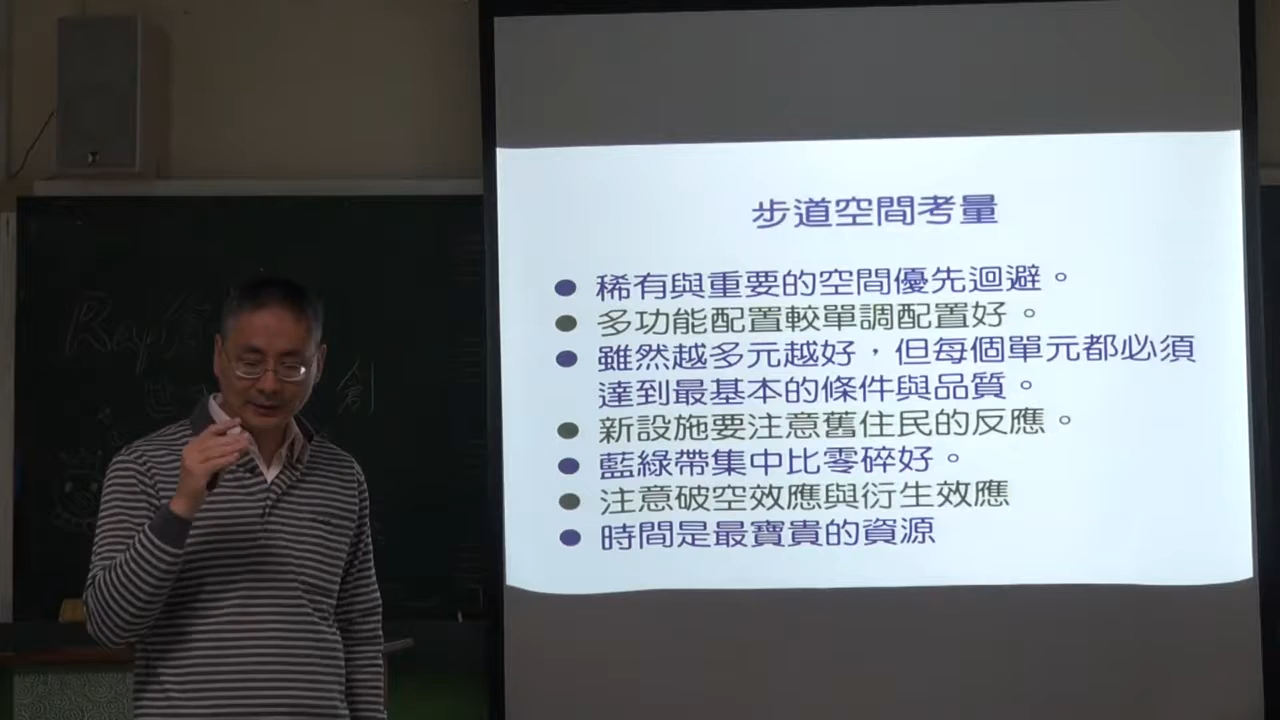 步道空間考量
● 稀有與重要的空間優先迴避。
● 多功能配置較單調配置好。
● 雖然越多元越好，但每個單元都必須
達到最基本的條件與品質。
● 新設施要注意舊住民的反應。
● 藍綠帶集中比零碎好。
● 注意破空效應與衍生效應
● 時間是最寶貴的資源
創